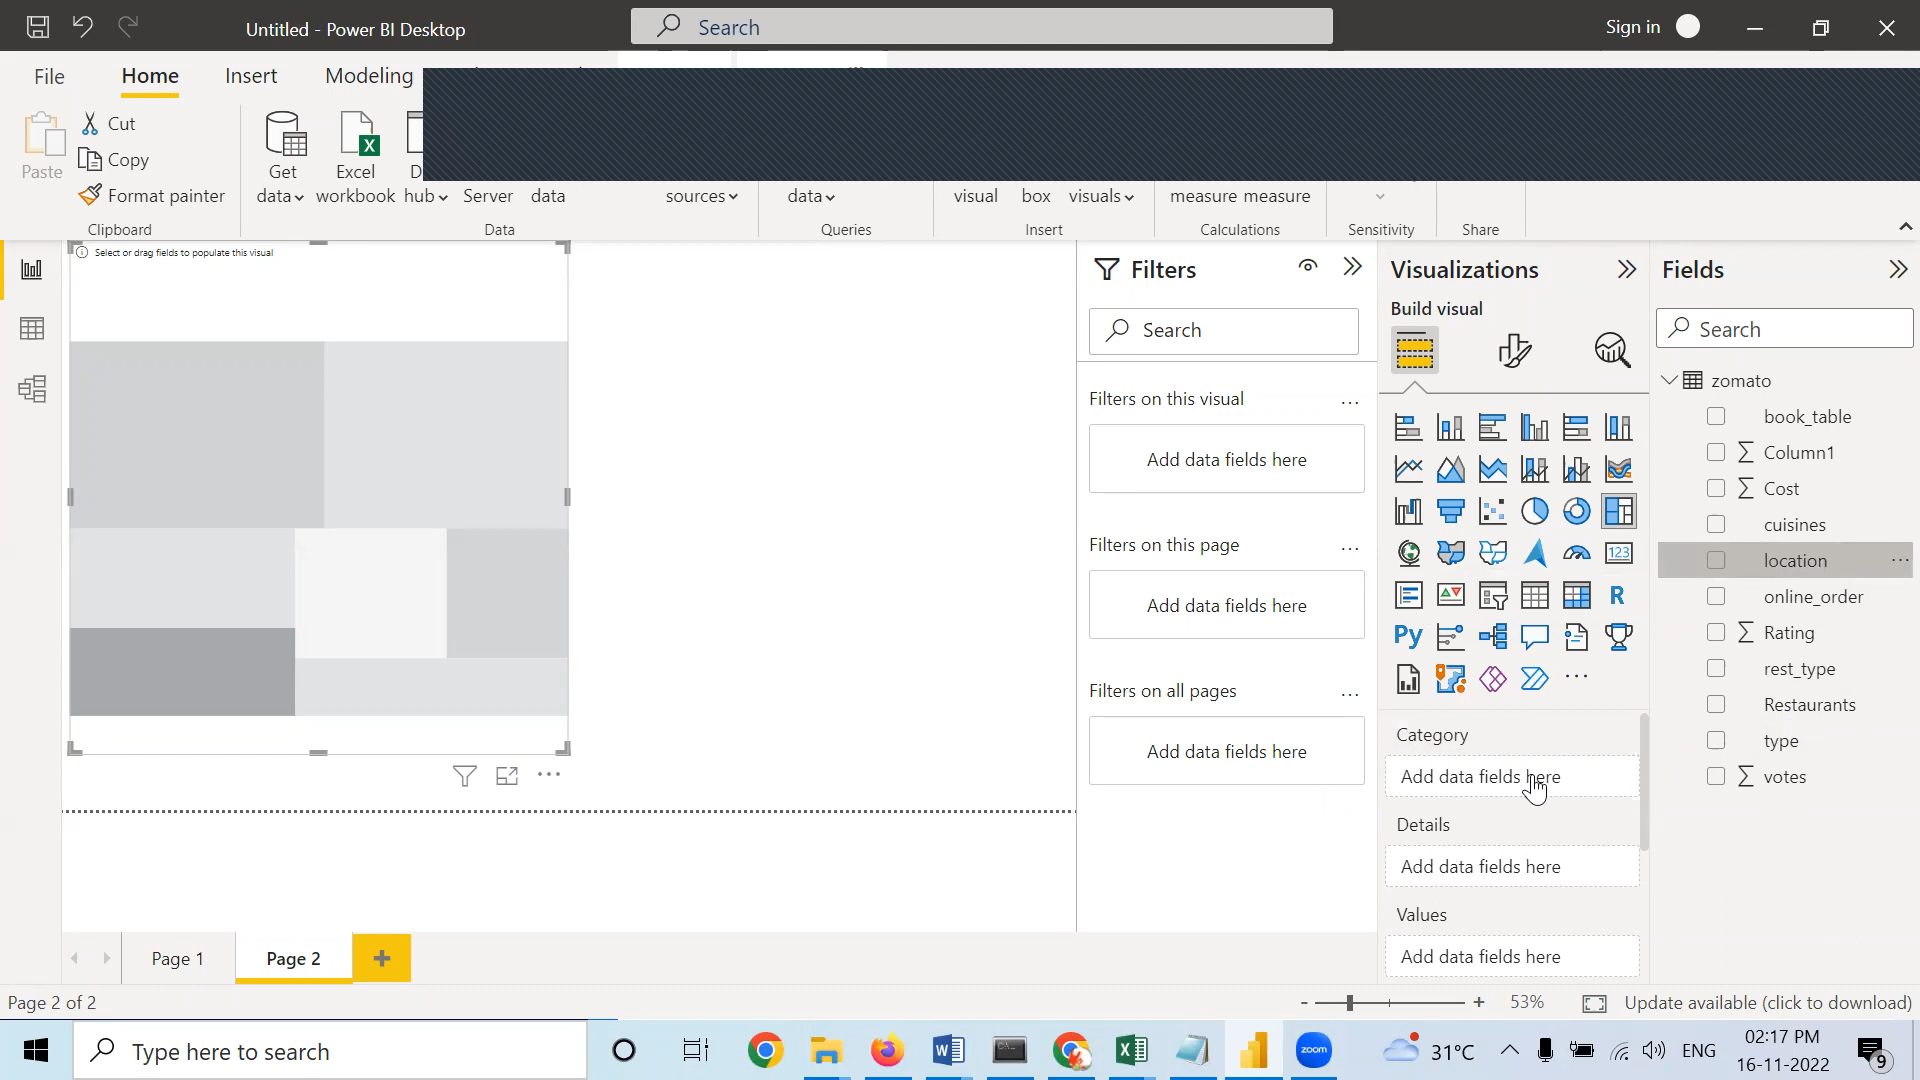 Untitled - Power BI Desktop
Search
Sign in
File
Home
Insert
Modeling
Cut
Copy
Paste
Format painter
Clipboard
Get
data
Excel
workbook
hub
Server
data
sources
Data
data
Queries
visual
box
visuals
Insert
measure measure
Calculations
Sensitivity
Share
Select or drag fields to populate this visual
Filters
Search
Filters on this visual
...
Add data fields here
Filters on this page
...
Add data fields here
Filters on all pages
...
Add data fields here
Visualizations
Build visual
123
R
Py
...
Category
Add data fields here
Details
Add data fields here
Values
Add data fields here
Fields
Search
zomato
book_table
Σ Column1
Σ Cost
cuisines
location
...
online_order
Σ Rating
rest_type
Restaurants
type
Σ votes
Page 1
Page 2
+
Page 2 of 2
- + 53%
Update available (click to download)
Type here to search
zoom
31°C
ENG
02:17 PM
16-11-2022
9